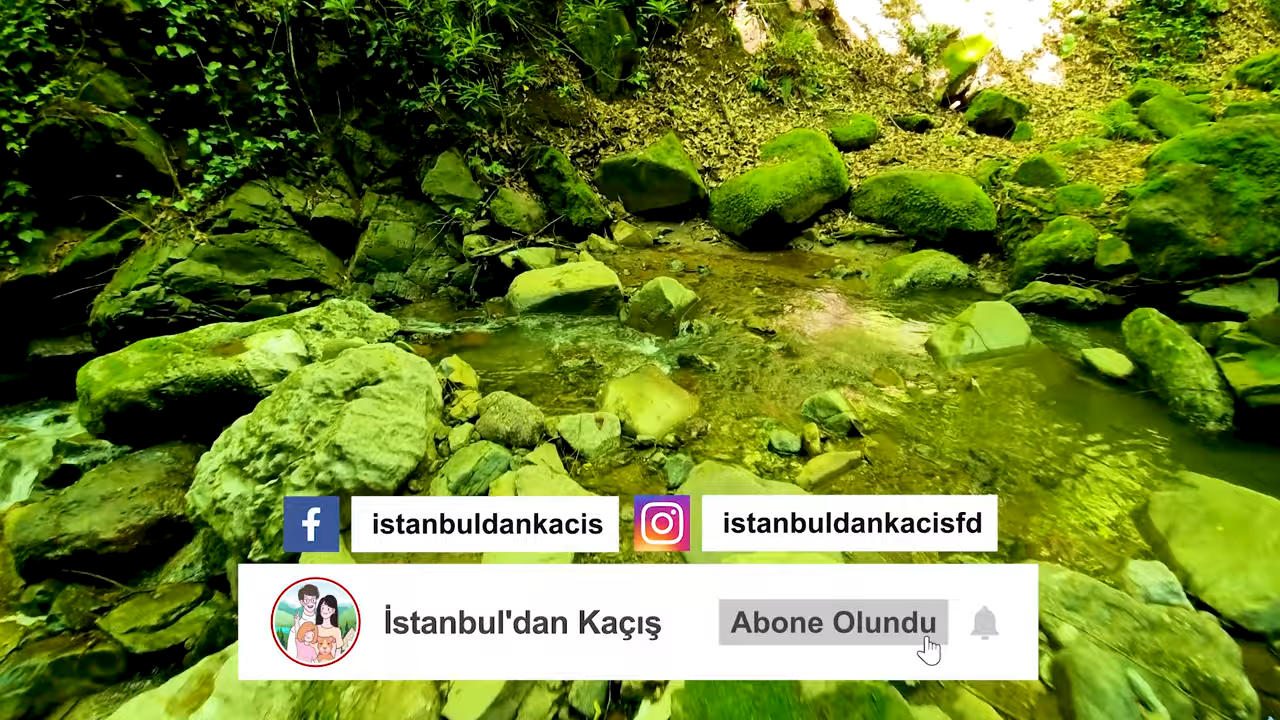 istanbuldankacis
istanbuldankacisfd
İstanbul'dan Kaçış
Abone Olundu